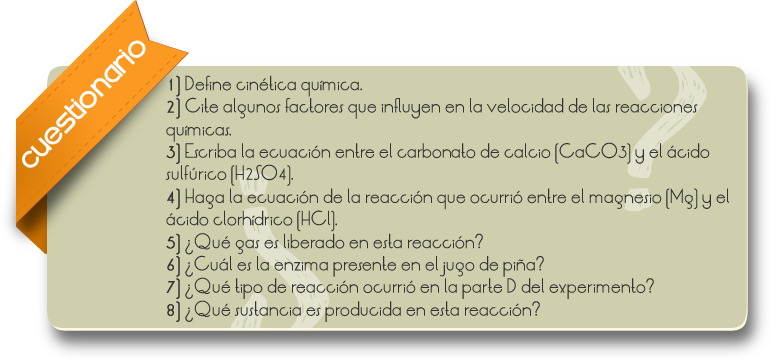 cuestionario
1) Define cinética química.
2) Cite algunos factores que influyen en la velocidad de las reacciones
químicas.
3) Escriba la ecuación entre el carbonato de calcio (CaCO3) y el ácido
sulfúrico (H2SO4).
4) Haga la ecuación de la reacción que ocurrió entre el magnesio (Mg) y el
ácido clorhídrico (HCl).
5) ¿Qué gas es liberado en esta reacción?
6) ¿Cuál es la enzima presente en el jugo de piña?
7) ¿Qué tipo de reacción ocurrió en la parte D del experimento?
8) ¿Qué sustancia es producida en esta reacción?